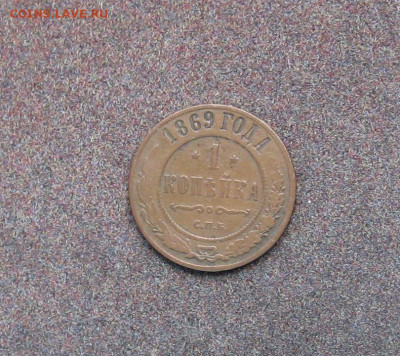 COINS.LAVE.RU
1869 ГОДА
1
КОПѢЙКА
С.П.Б.